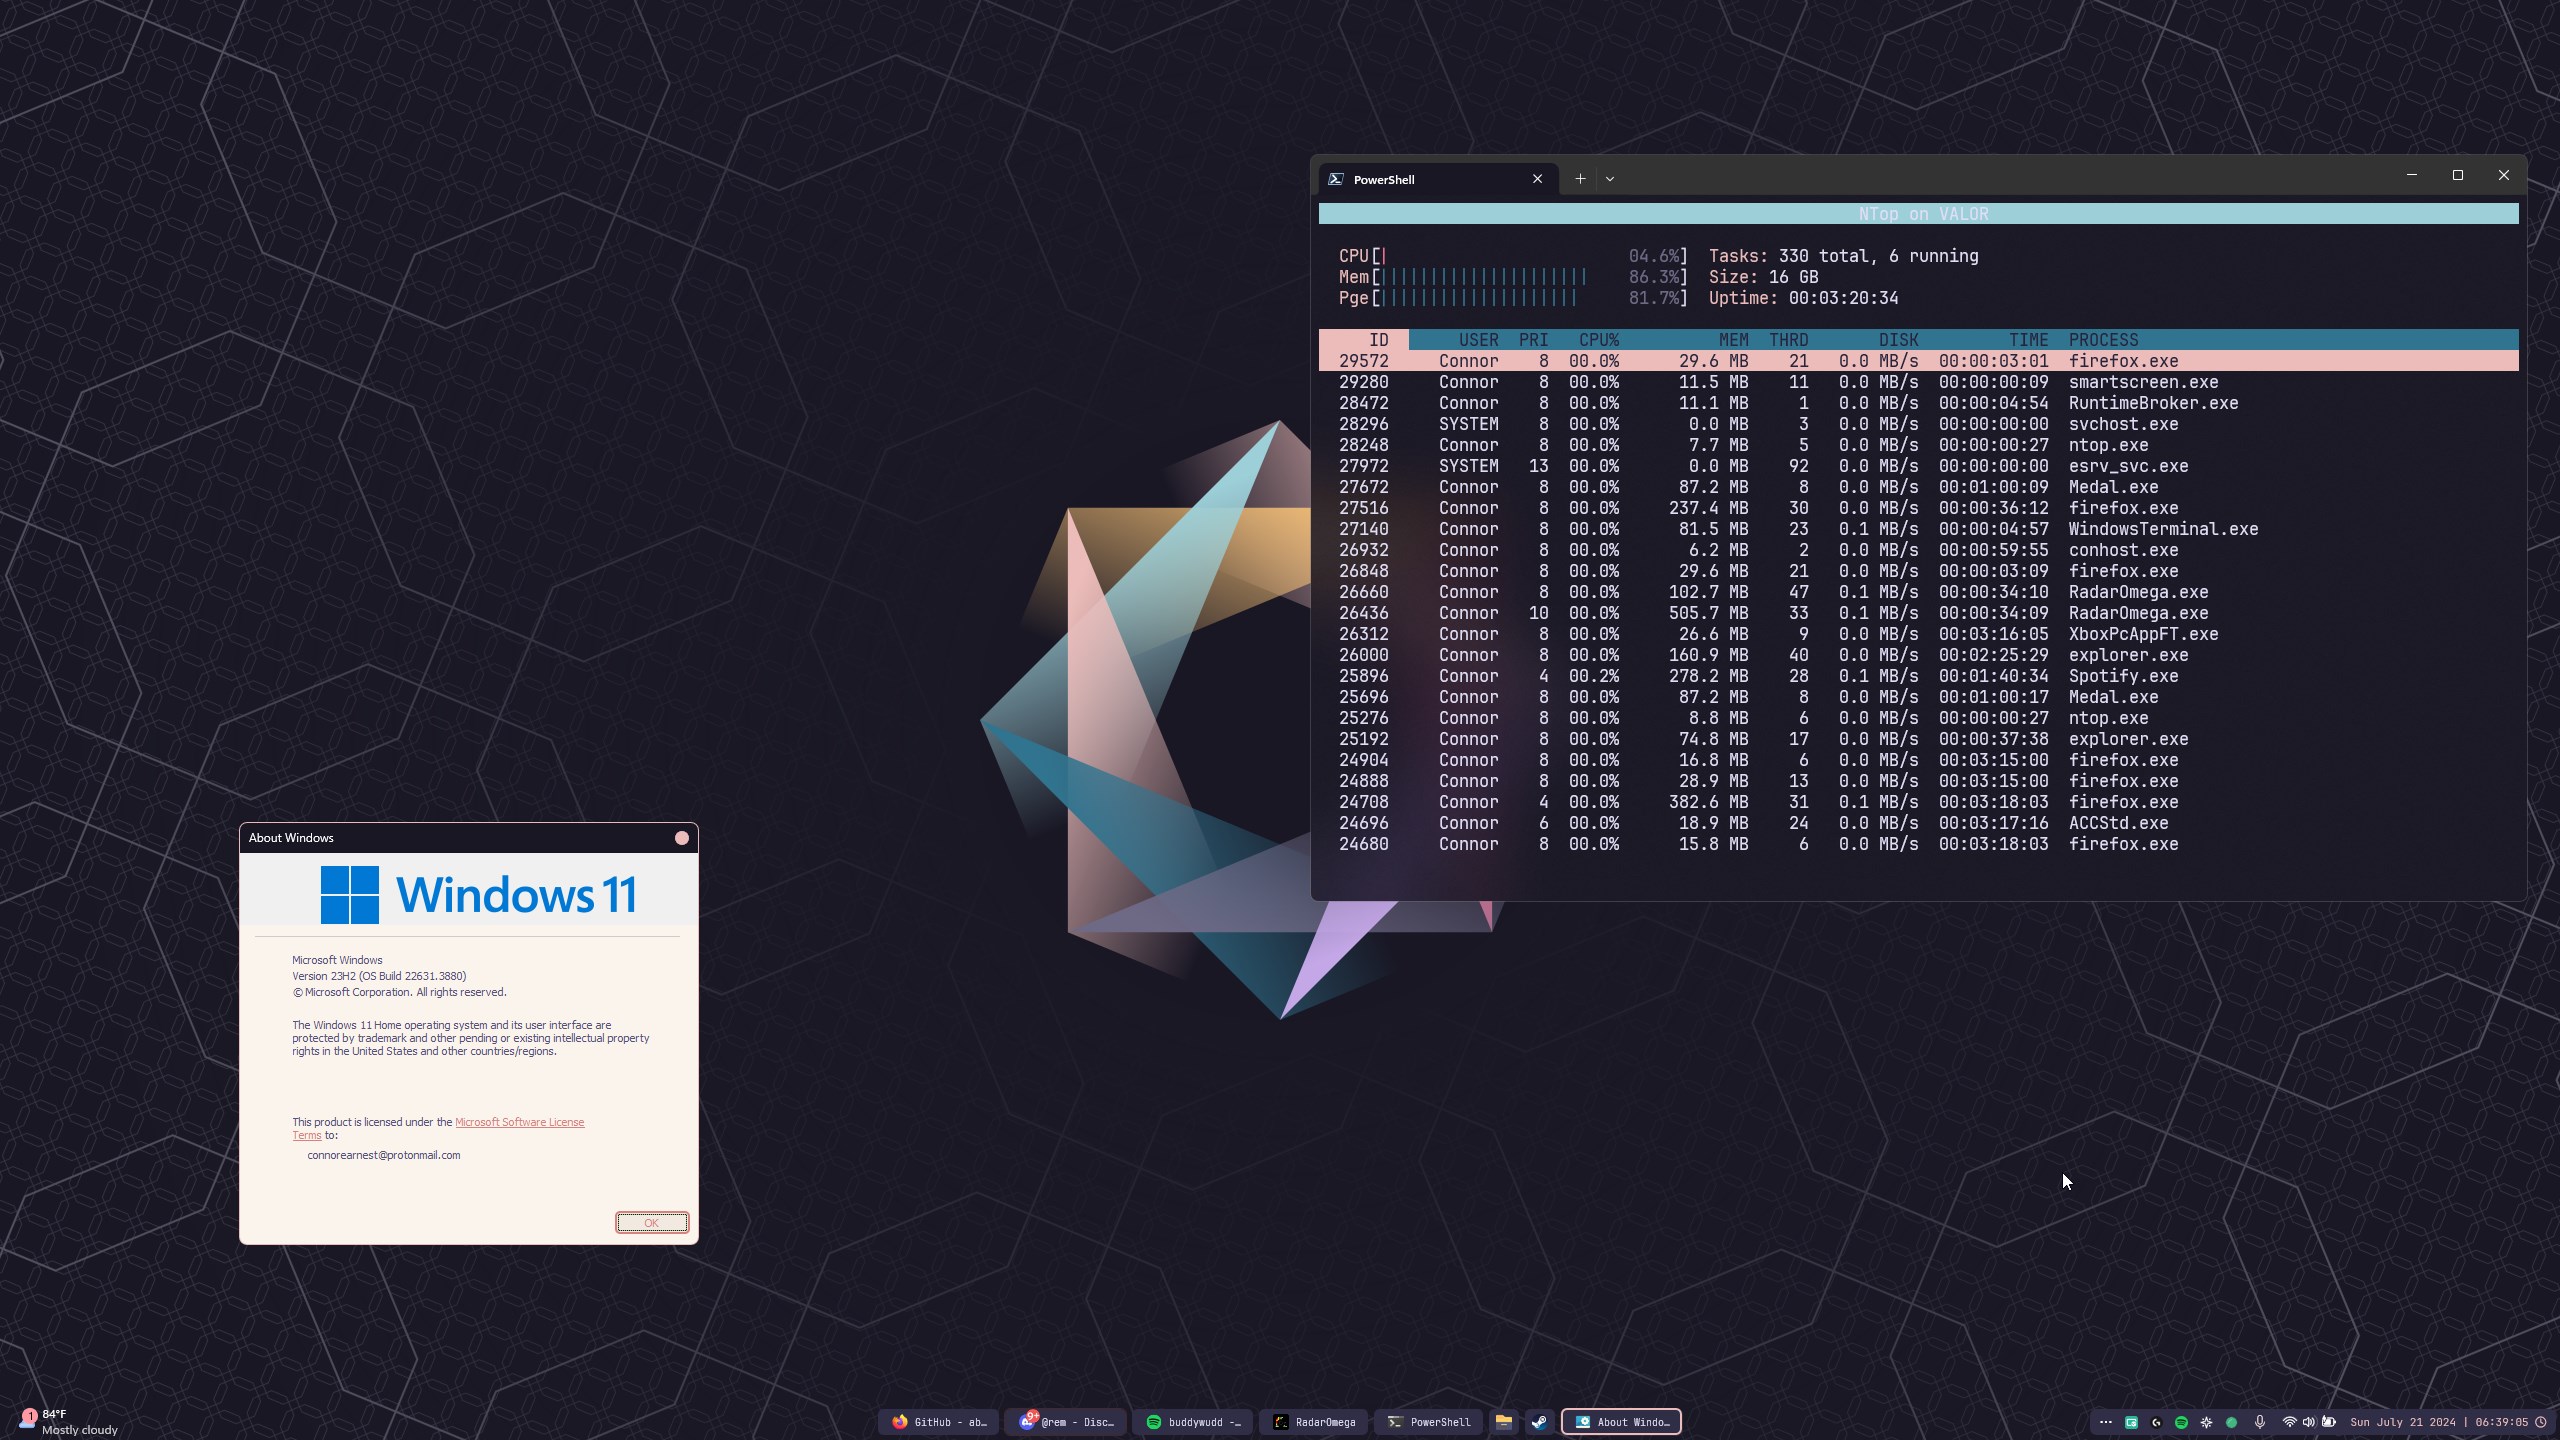 PowerShell
NTop on VALOR
CPU[| 04.6%] Tasks: 330 total, 6 running
Mem[||||||||||||||||||||| 86.3%] Size: 16 GB
Pge[|||||||||||||||||||| 81.7%] Uptime: 00:03:20:34
ID USER PRI CPU% MEM THRD DISK TIME PROCESS
29572 Connor 8 00.0% 29.6 MB 21 0.0 MB/s 00:00:03:01 firefox.exe
29280 Connor 8 00.0% 11.5 MB 11 0.0 MB/s 00:00:00:09 smartscreen.exe
28472 Connor 8 00.0% 11.1 MB 1 0.0 MB/s 00:00:04:54 RuntimeBroker.exe
28296 SYSTEM 8 00.0% 0.0 MB 3 0.0 MB/s 00:00:00:00 svchost.exe
28248 Connor 8 00.0% 7.7 MB 5 0.0 MB/s 00:00:00:27 ntop.exe
27972 SYSTEM 13 00.0% 0.0 MB 92 0.0 MB/s 00:00:00:00 esrv_svc.exe
27672 Connor 8 00.0% 87.2 MB 8 0.0 MB/s 00:01:00:09 Medal.exe
27516 Connor 8 00.0% 237.4 MB 30 0.0 MB/s 00:00:36:12 firefox.exe
27140 Connor 8 00.0% 81.5 MB 23 0.1 MB/s 00:00:04:57 WindowsTerminal.exe
26932 Connor 8 00.0% 6.2 MB 2 0.0 MB/s 00:00:59:55 conhost.exe
26848 Connor 8 00.0% 29.6 MB 21 0.0 MB/s 00:00:03:09 firefox.exe
26660 Connor 8 00.0% 102.7 MB 47 0.1 MB/s 00:00:34:10 RadarOmega.exe
26436 Connor 10 00.0% 505.7 MB 33 0.1 MB/s 00:00:34:09 RadarOmega.exe
26312 Connor 8 00.0% 26.6 MB 9 0.0 MB/s 00:03:16:05 XboxPcAppFT.exe
26000 Connor 8 00.0% 160.9 MB 40 0.0 MB/s 00:02:25:29 explorer.exe
25896 Connor 4 00.2% 278.2 MB 28 0.1 MB/s 00:01:40:34 Spotify.exe
25696 Connor 8 00.0% 87.2 MB 8 0.0 MB/s 00:01:00:17 Medal.exe
25276 Connor 8 00.0% 8.8 MB 6 0.0 MB/s 00:00:00:27 ntop.exe
25192 Connor 8 00.0% 74.8 MB 17 0.0 MB/s 00:00:37:38 explorer.exe
24904 Connor 8 00.0% 16.8 MB 6 0.0 MB/s 00:03:15:00 firefox.exe
24888 Connor 8 00.0% 28.9 MB 13 0.0 MB/s 00:03:15:00 firefox.exe
24708 Connor 4 00.0% 382.6 MB 31 0.1 MB/s 00:03:18:03 firefox.exe
24696 Connor 6 00.0% 18.9 MB 24 0.0 MB/s 00:03:17:16 ACCStd.exe
24680 Connor 8 00.0% 15.8 MB 6 0.0 MB/s 00:03:18:03 firefox.exe
About Windows
Windows 11
Microsoft Windows
Version 23H2 (OS Build 22631.3880)
© Microsoft Corporation. All rights reserved.
The Windows 11 Home operating system and its user interface are
protected by trademark and other pending or existing intellectual property
rights in the United States and other countries/regions.
This product is licensed under the Microsoft Software License
Terms to:
connorearnest@protonmail.com
OK
1
84°F
Mostly cloudy
GitHub - ab…
9+
@rem - Disc…
buddywudd -…
RadarOmega
PowerShell
About Windo…
Sun July 21 2024 | 06:39:05